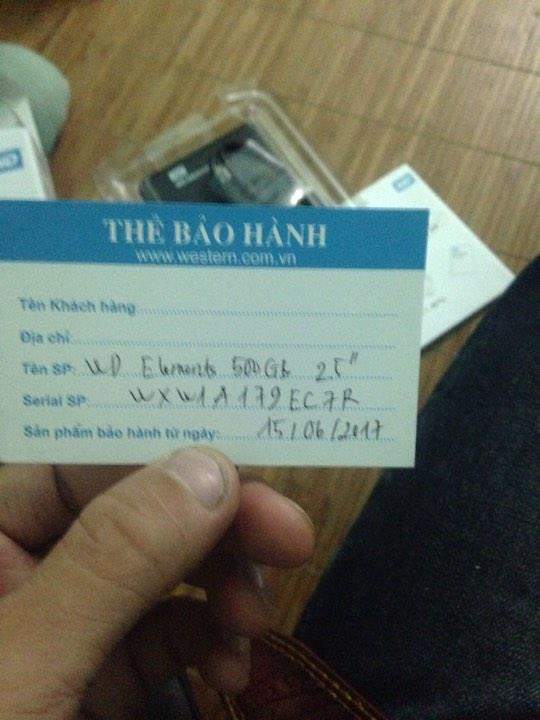 THẺ BẢO HÀNH
www.western.com.vn
Tên Khách hàng
Địa chỉ:
Tên SP: WD Elements 500Gb 2.5"
Serial SP: WXW1A179EC7R
Sản phẩm bảo hành từ ngày: 15/06/2017